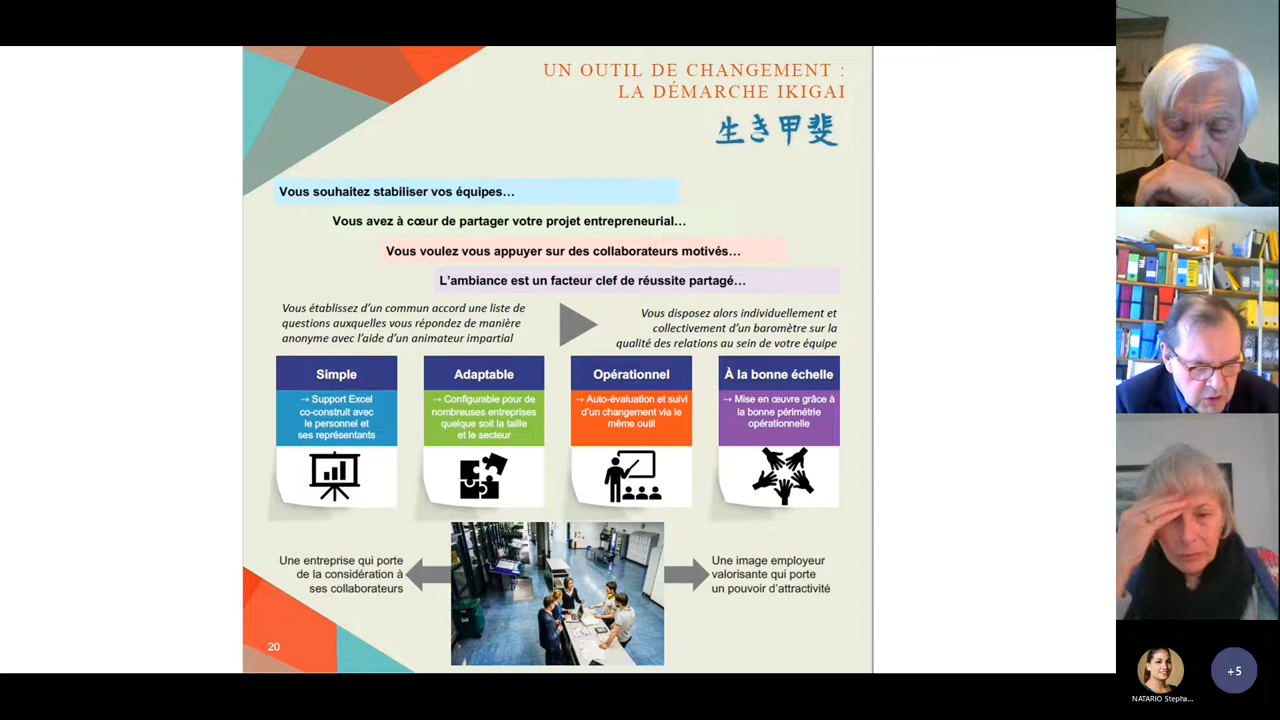 UN OUTIL DE CHANGEMENT :
LA DÉMARCHE IKIGAI
生き甲斐
Vous souhaitez stabiliser vos équipes…
Vous avez à cœur de partager votre projet entrepreneurial…
Vous voulez vous appuyer sur des collaborateurs motivés…
L’ambiance est un facteur clef de réussite partagé…
Vous établissez d’un commun accord une liste de
questions auxquelles vous répondez de manière
anonyme avec l’aide d’un animateur impartial
Vous disposez alors individuellement et
collectivement d’un baromètre sur la
qualité des relations au sein de votre équipe
Simple
→ Support Excel
co-construit avec
le personnel et
ses représentants
Adaptable
→ Configurable pour de
nombreuses entreprises
quelque soit la taille
et le secteur
Opérationnel
→ Auto-évaluation et suivi
d’un changement via le
même outil
À la bonne échelle
→ Mise en œuvre grâce à
la bonne périmétrie
opérationnelle
Une entreprise qui porte
de la considération à
ses collaborateurs
Une image employeur
valorisante qui porte
un pouvoir d’attractivité
20
NATARIO Stepha...
+5